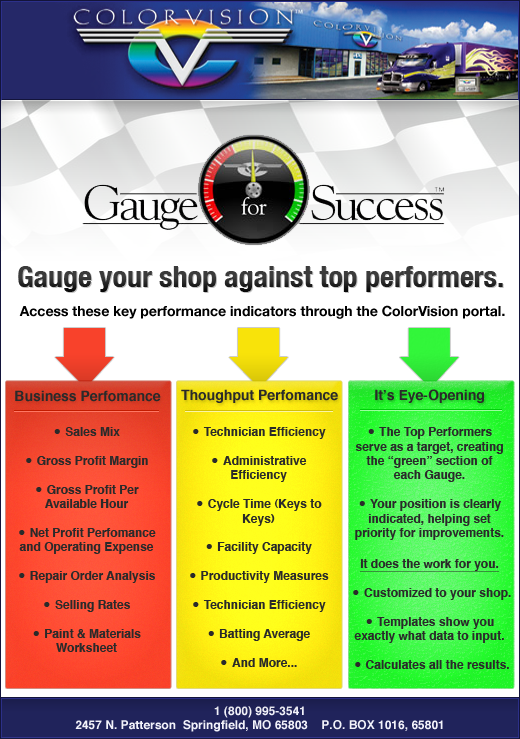 COLORVISION™
CV
COLORVISION
Gauge for Success™
Gauge your shop against top performers.
Access these key performance indicators through the ColorVision portal.
Business Perfomance
• Sales Mix
• Gross Profit Margin
• Gross Profit Per
Available Hour
• Net Profit Perfomance
and Operating Expense
• Repair Order Analysis
• Selling Rates
• Paint & Materials
Worksheet
Thoughput Perfomance
• Technician Efficiency
• Administrative
Efficiency
• Cycle Time (Keys to
Keys)
• Facility Capacity
• Productivity Measures
• Technician Efficiency
• Batting Average
• And More...
It's Eye-Opening
• The Top Performers
serve as a target, creating
the “green” section of
each Gauge.
• Your position is clearly
indicated, helping set
priority for improvements.
It does the work for you.
• Customized to your shop.
• Templates show you
exactly what data to input.
• Calculates all the results.
1 (800) 995-3541
2457 N. Patterson Springfield, MO 65803 P.O. BOX 1016, 65801